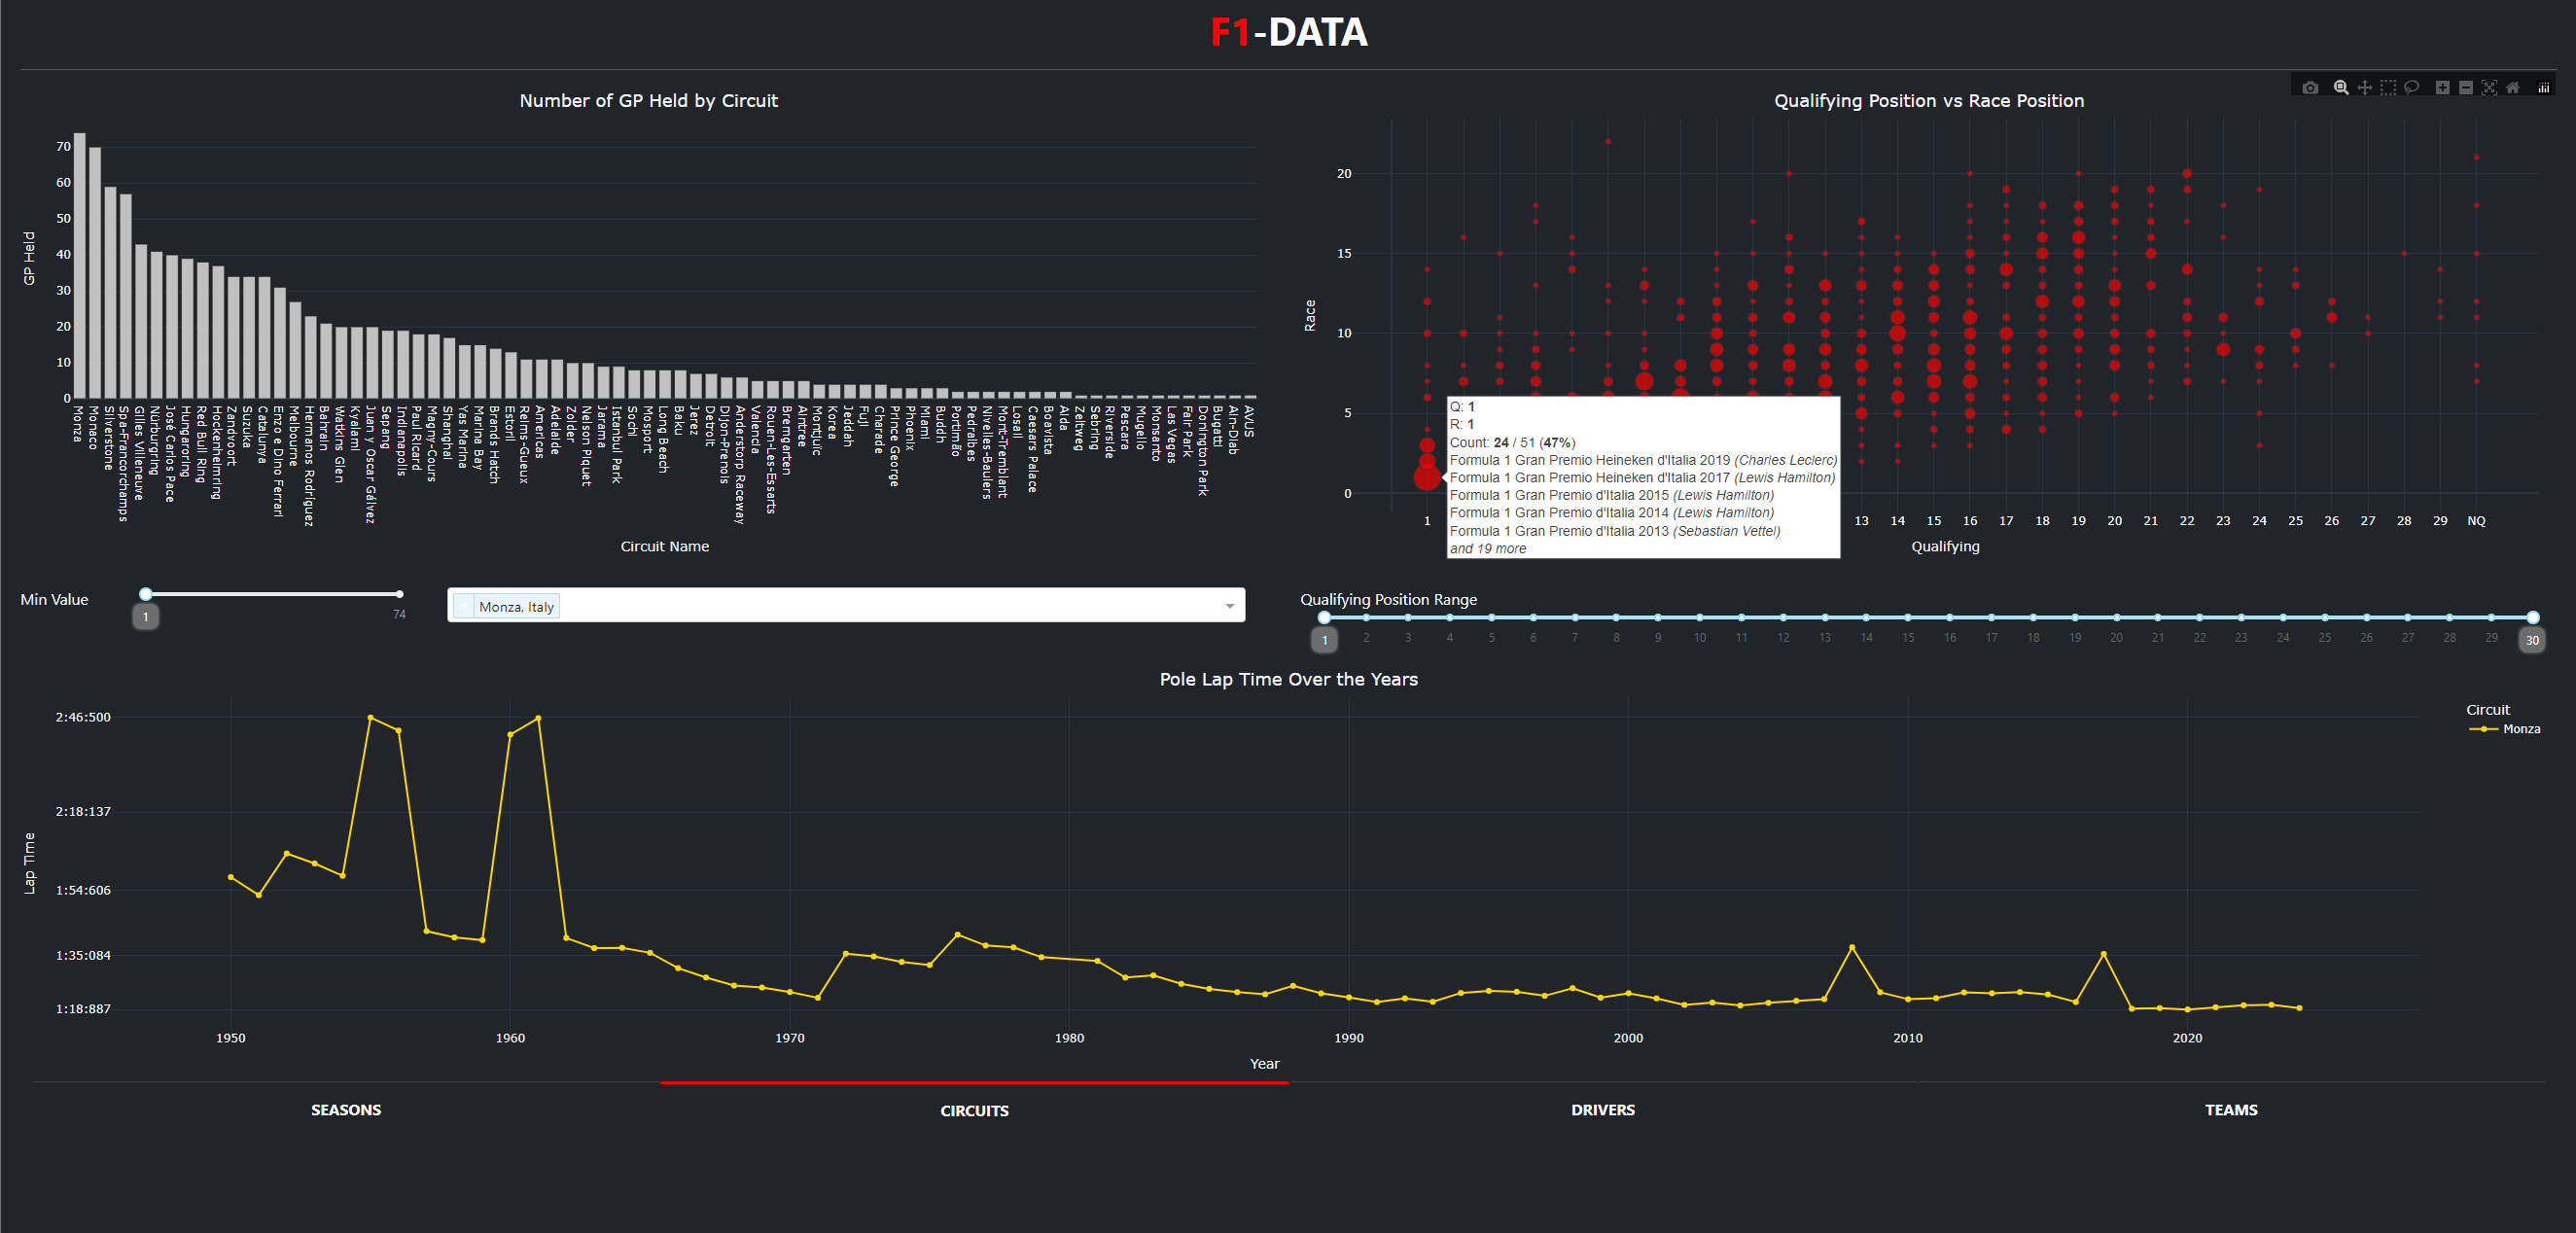 F1-DATA
Number of GP Held by Circuit
GP Held
70
60
50
40
30
20
10
0
Monza
Monaco
Silverstone
Spa-Francorchamps
Gilles Villeneuve
Nürburgring
José Carlos Pace
Hungaroring
Red Bull Ring
Hockenheimring
Zandvoort
Suzuka
Catalunya
Enzo e Dino Ferrari
Melbourne
Hermanos Rodríguez
Bahrain
Watkins Glen
Kyalami
Juan y Oscar Gálvez
Sepang
Indianapolis
Paul Ricard
Magny-Cours
Shanghai
Yas Marina
Marina Bay
Brands Hatch
Estoril
Reims-Gueux
Americas
Adelaide
Zolder
Nelson Piquet
Jarama
Istanbul Park
Sochi
Mosport
Long Beach
Baku
Jerez
Detroit
Dijon-Prenois
Anderstorp Raceway
Valencia
Rouen-Les-Essarts
Bremgarten
Aintree
Montjuïc
Korea
Jeddah
Fuji
Charade
Prince George
Phoenix
Miami
Buddh
Portimão
Pedralbes
Nivelles-Baulers
Mont-Tremblant
Losail
Caesars Palace
Boavista
Aida
Zeltweg
Sebring
Riverside
Pescara
Mugello
Monsanto
Las Vegas
Fair Park
Donington Park
Bugatti
Ain-Diab
AVUS
Circuit Name
Qualifying Position vs Race Position
Race
20
15
10
5
0
Q: 1
R: 1
Count: 24 / 51 (47%)
Formula 1 Gran Premio Heineken d'Italia 2019 (Charles Leclerc)
Formula 1 Gran Premio Heineken d'Italia 2017 (Lewis Hamilton)
Formula 1 Gran Premio d'Italia 2015 (Lewis Hamilton)
Formula 1 Gran Premio d'Italia 2014 (Lewis Hamilton)
Formula 1 Gran Premio d'Italia 2013 (Sebastian Vettel)
and 19 more
1 13 14 15 16 17 18 19 20 21 22 23 24 25 26 27 28 29 NQ
Qualifying
Min Value
1
74
Monza, Italy
Qualifying Position Range
1 2 3 4 5 6 7 8 9 10 11 12 13 14 15 16 17 18 19 20 21 22 23 24 25 26 27 28 29 30
Pole Lap Time Over the Years
Lap Time
2:46:500
2:18:137
1:54:606
1:35:084
1:18:887
1950 1960 1970 1980 1990 2000 2010 2020
Year
Circuit
Monza
SEASONS
CIRCUITS
DRIVERS
TEAMS